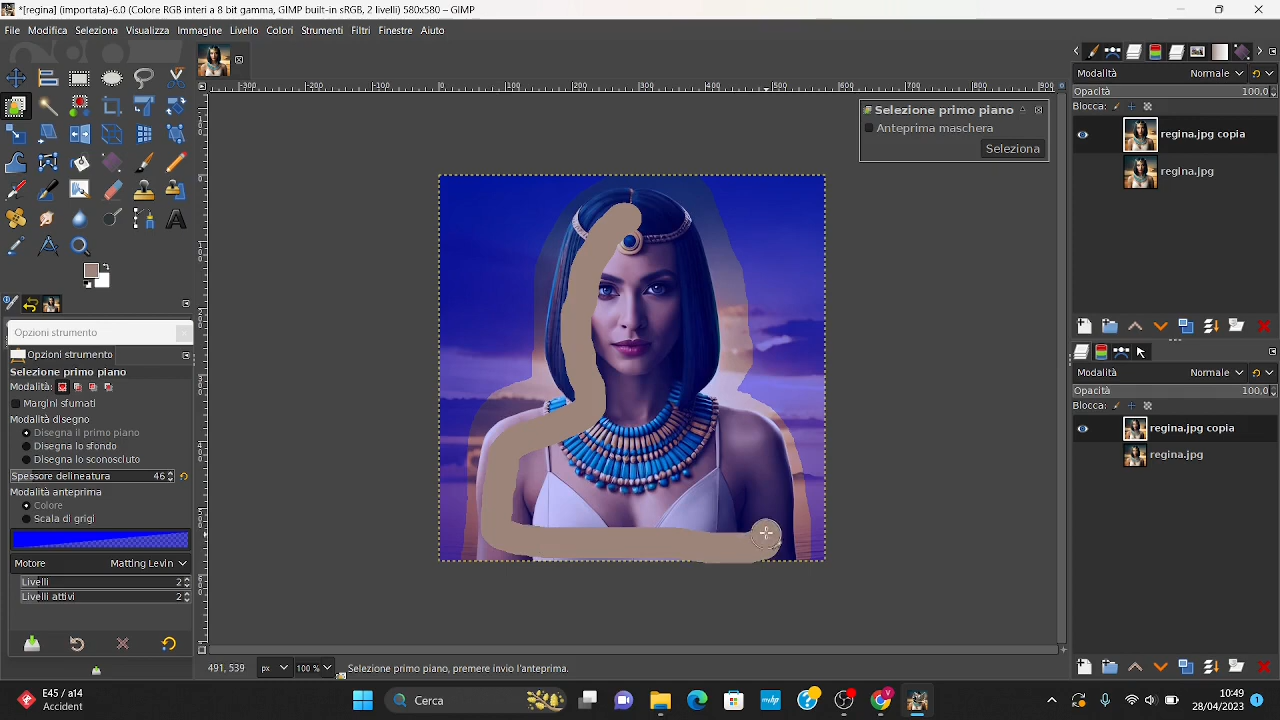 *[regina] (importata)-6.0 (Colore RGB interi a 8 bit gamma, GIMP built-in sRGB, 2 livelli) 580x580 – GIMP
File Modifica Seleziona Visualizza Immagine Livello Colori Strumenti Filtri Finestre Aiuto
Modalità Normale
Opacità 100,0
Blocca:
regina.jpg copia
regina.jpg
Selezione primo piano
Anteprima maschera
Seleziona
Opzioni strumento
Opzioni strumento
Selezione primo piano
Modalità:
Margini sfumati
Modalità disegno
Disegna il primo piano
Disegna lo sfondo
Disegna lo sconosciuto
Spessore delineatura 46
Modalità anteprima
Colore
Scala di grigi
Motore Matting Levin
Livelli 2
Livelli attivi 2
Modalità Normale
Opacità 100,0
Blocca:
regina.jpg copia
regina.jpg
491, 539 px 100 % Selezione primo piano, premere invio l'anteprima.
E45 / a14
Accident
Cerca
10:49
28/04/2023